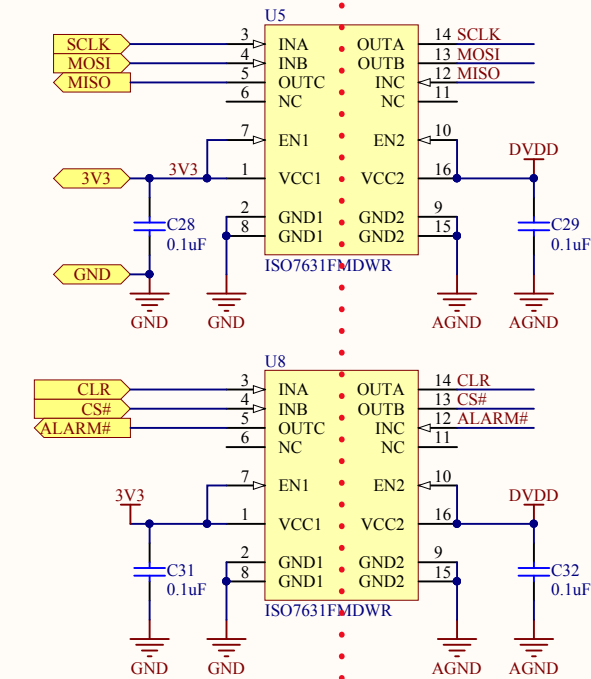 U5
SCLK 3 INA OUTA 14 SCLK
MOSI 4 INB OUTB 13 MOSI
MISO 5 OUTC INC 12 MISO
6 NC NC 11
7 EN1 EN2 10
DVDD
3V3 3V3 1 VCC1 VCC2 16
2 GND1 GND2 9
C28 8 GND1 GND2 15 C29
0.1uF 0.1uF
ISO7631FMDWR
GND
GND GND AGND AGND
U8
CLR 3 INA OUTA 14 CLR
CS# 4 INB OUTB 13 CS#
ALARM# 5 OUTC INC 12 ALARM#
6 NC NC 11
7 EN1 EN2 10
3V3 DVDD
1 VCC1 VCC2 16
2 GND1 GND2 9
C31 8 GND1 GND2 15 C32
0.1uF 0.1uF
ISO7631FMDWR
GND GND AGND AGND